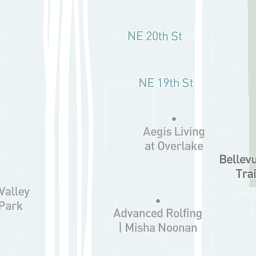 NE 20th St
NE 19th St
Aegis Living
at Overlake
Bellevu
Trai
Valley
Park
Advanced Rolfing
| Misha Noonan